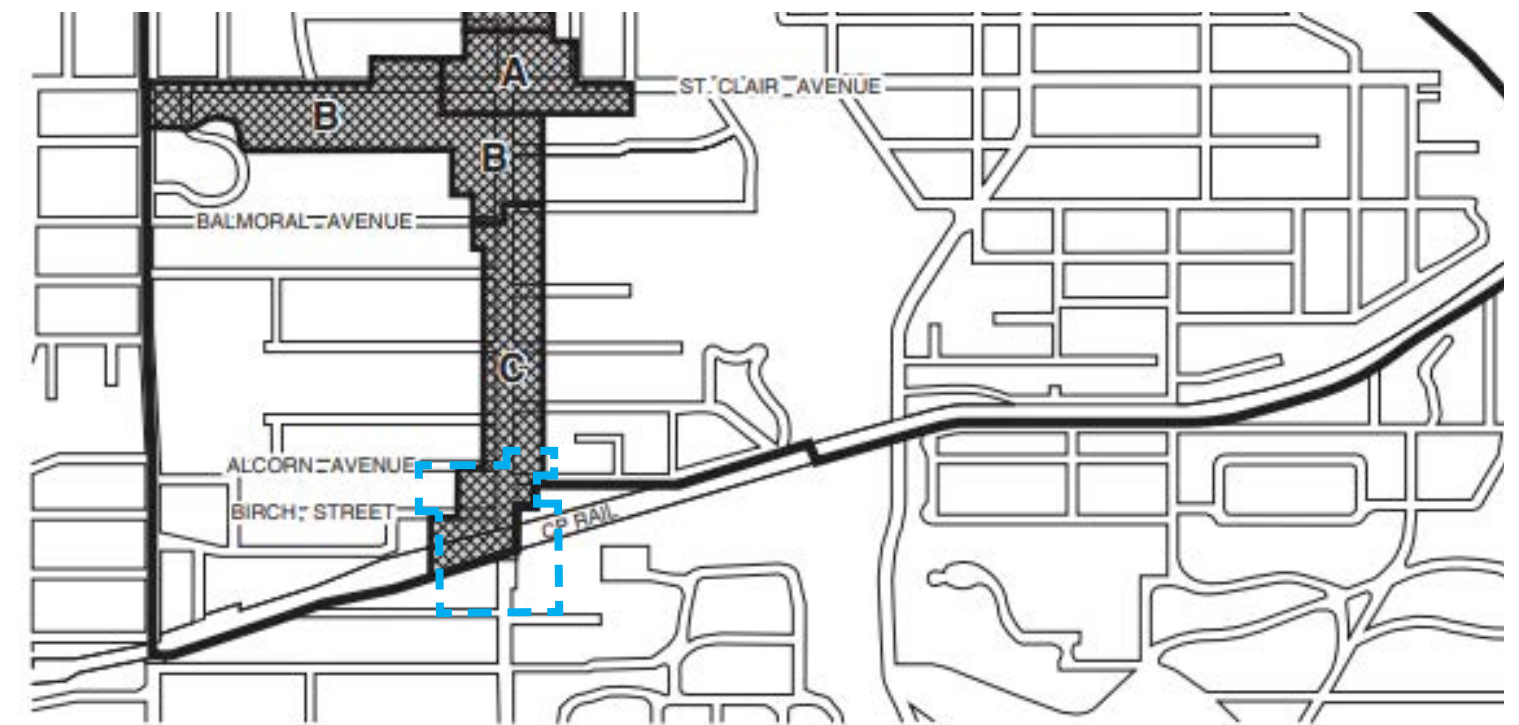 A
ST. CLAIR AVENUE
B
B
BALMORAL AVENUE
C
ALCORN AVENUE
BIRCH STREET
CP RAIL